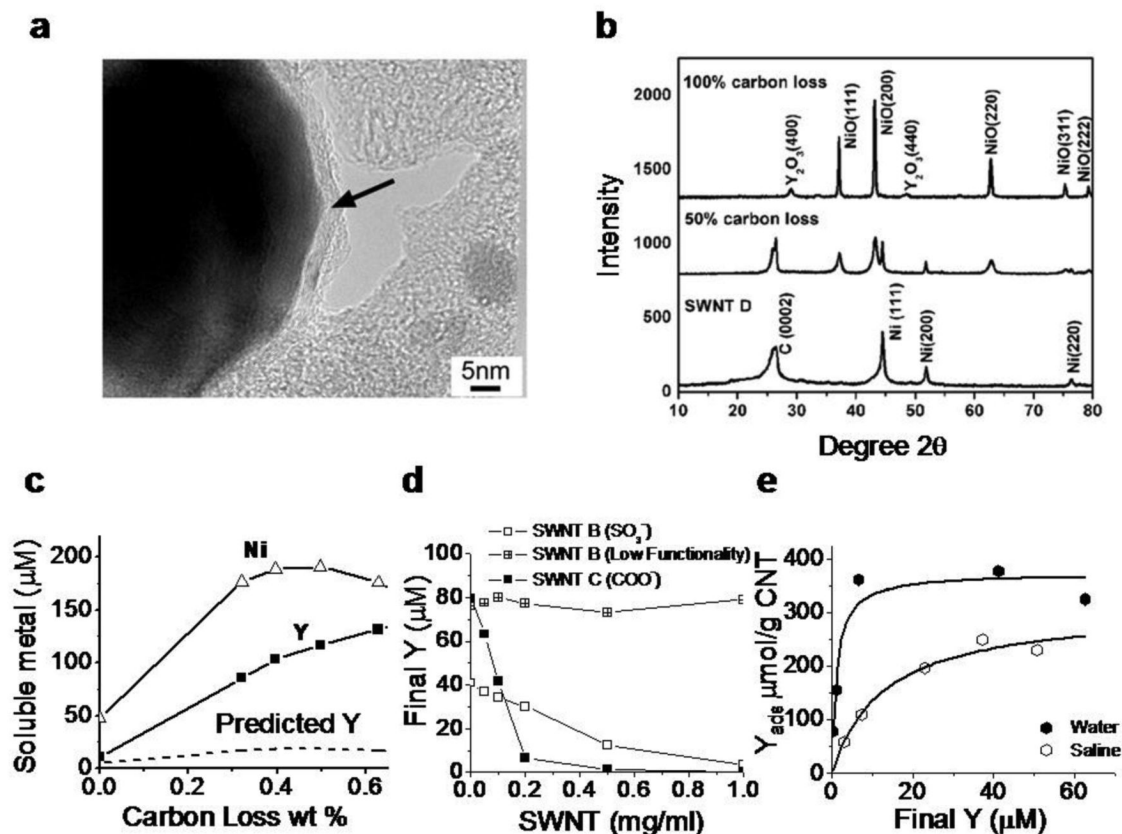 a
5nm
b
2000
1500
1000
500
0
Intensity
100% carbon loss
Y2O3(400)
NiO(111)
NiO(200)
Y2O3(440)
NiO(220)
NiO(311)
NiO(222)
50% carbon loss
SWNT D
C (0002)
Ni (111)
Ni(200)
Ni(220)
10 20 30 40 50 60 70 80
Degree 2θ
c
200
150
100
50
0
Soluble metal (μM)
Ni
Y
Predicted Y
0.0 0.2 0.4 0.6
Carbon Loss wt %
d
SWNT B (SO3-)
SWNT B (Low Functionality)
SWNT C (COO-)
100
80
60
40
20
0
Final Y (μM)
0.0 0.2 0.4 0.6 0.8 1.0
SWNT (mg/ml)
e
400
300
200
100
0
Yads μmol/g CNT
Water
Saline
0 20 40 60
Final Y (μM)